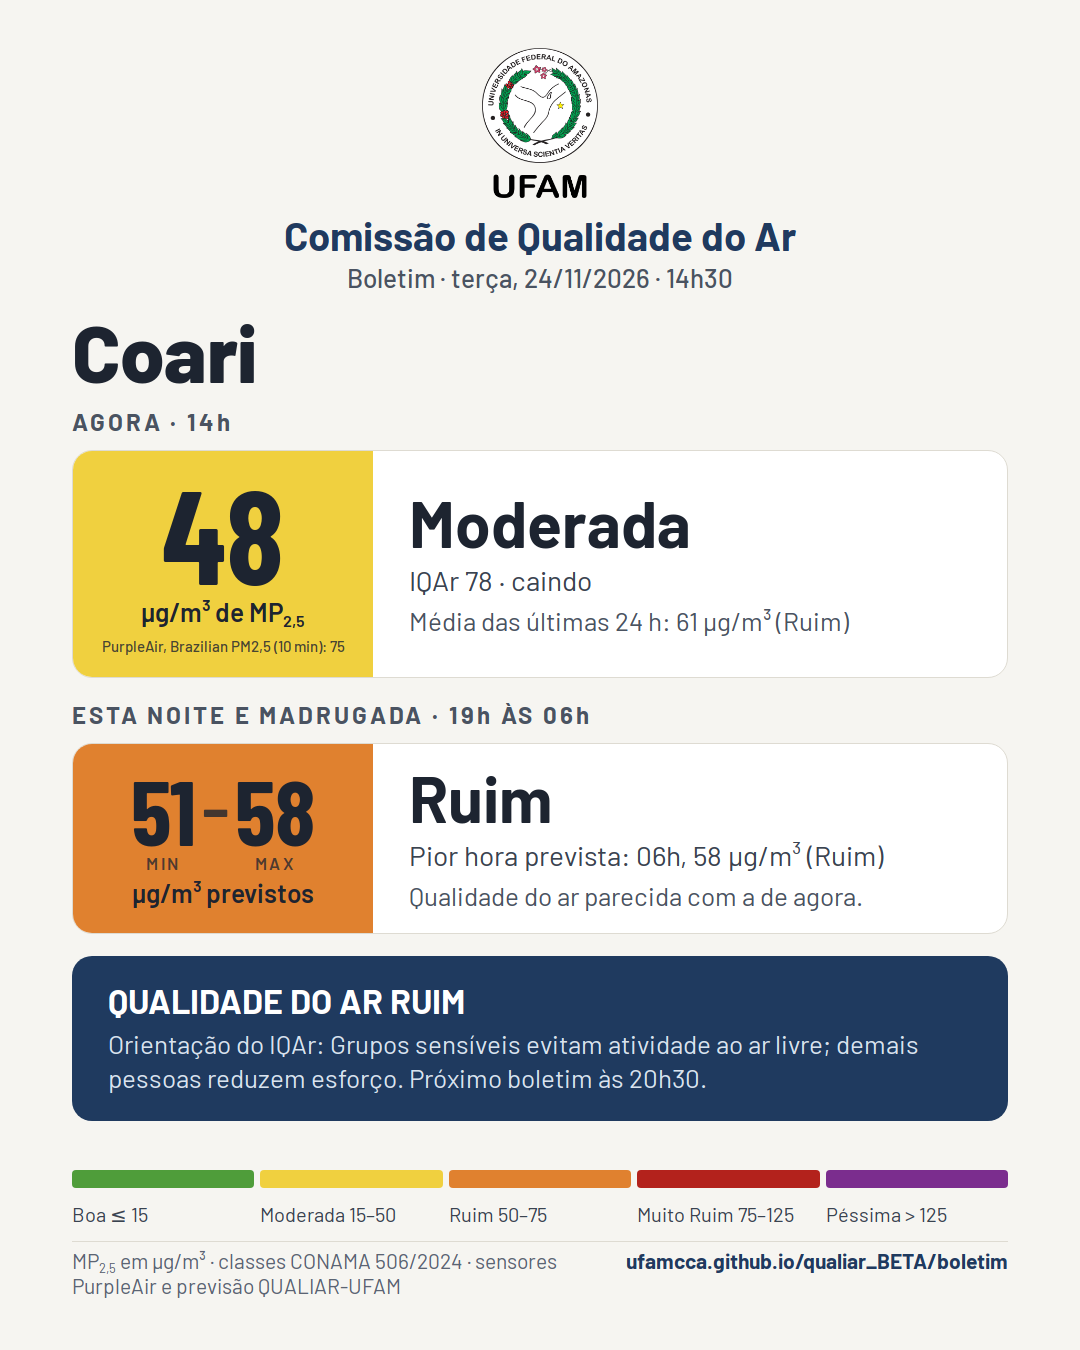 UNIVERSIDADE FEDERAL DO AMAZONAS
IN UNIVERSA SCIENTIA VERITAS
UFAM
Comissão de Qualidade do Ar
Boletim · terça, 24/11/2026 · 14h30
Coari
AGORA · 14h
48
µg/m³ de MP₂,₅
PurpleAir, Brazilian PM2,5 (10 min): 75
Moderada
IQAr 78 · caindo
Média das últimas 24 h: 61 µg/m³ (Ruim)
ESTA NOITE E MADRUGADA · 19h ÀS 06h
51–58
MIN MAX
µg/m³ previstos
Ruim
Pior hora prevista: 06h, 58 µg/m³ (Ruim)
Qualidade do ar parecida com a de agora.
QUALIDADE DO AR RUIM
Orientação do IQAr: Grupos sensíveis evitam atividade ao ar livre; demais
pessoas reduzem esforço. Próximo boletim às 20h30.
Boa ≤ 15 Moderada 15–50 Ruim 50–75 Muito Ruim 75–125 Péssima > 125
MP₂,₅ em µg/m³ · classes CONAMA 506/2024 · sensores
PurpleAir e previsão QUALIAR-UFAM
ufamcca.github.io/qualiar_BETA/boletim